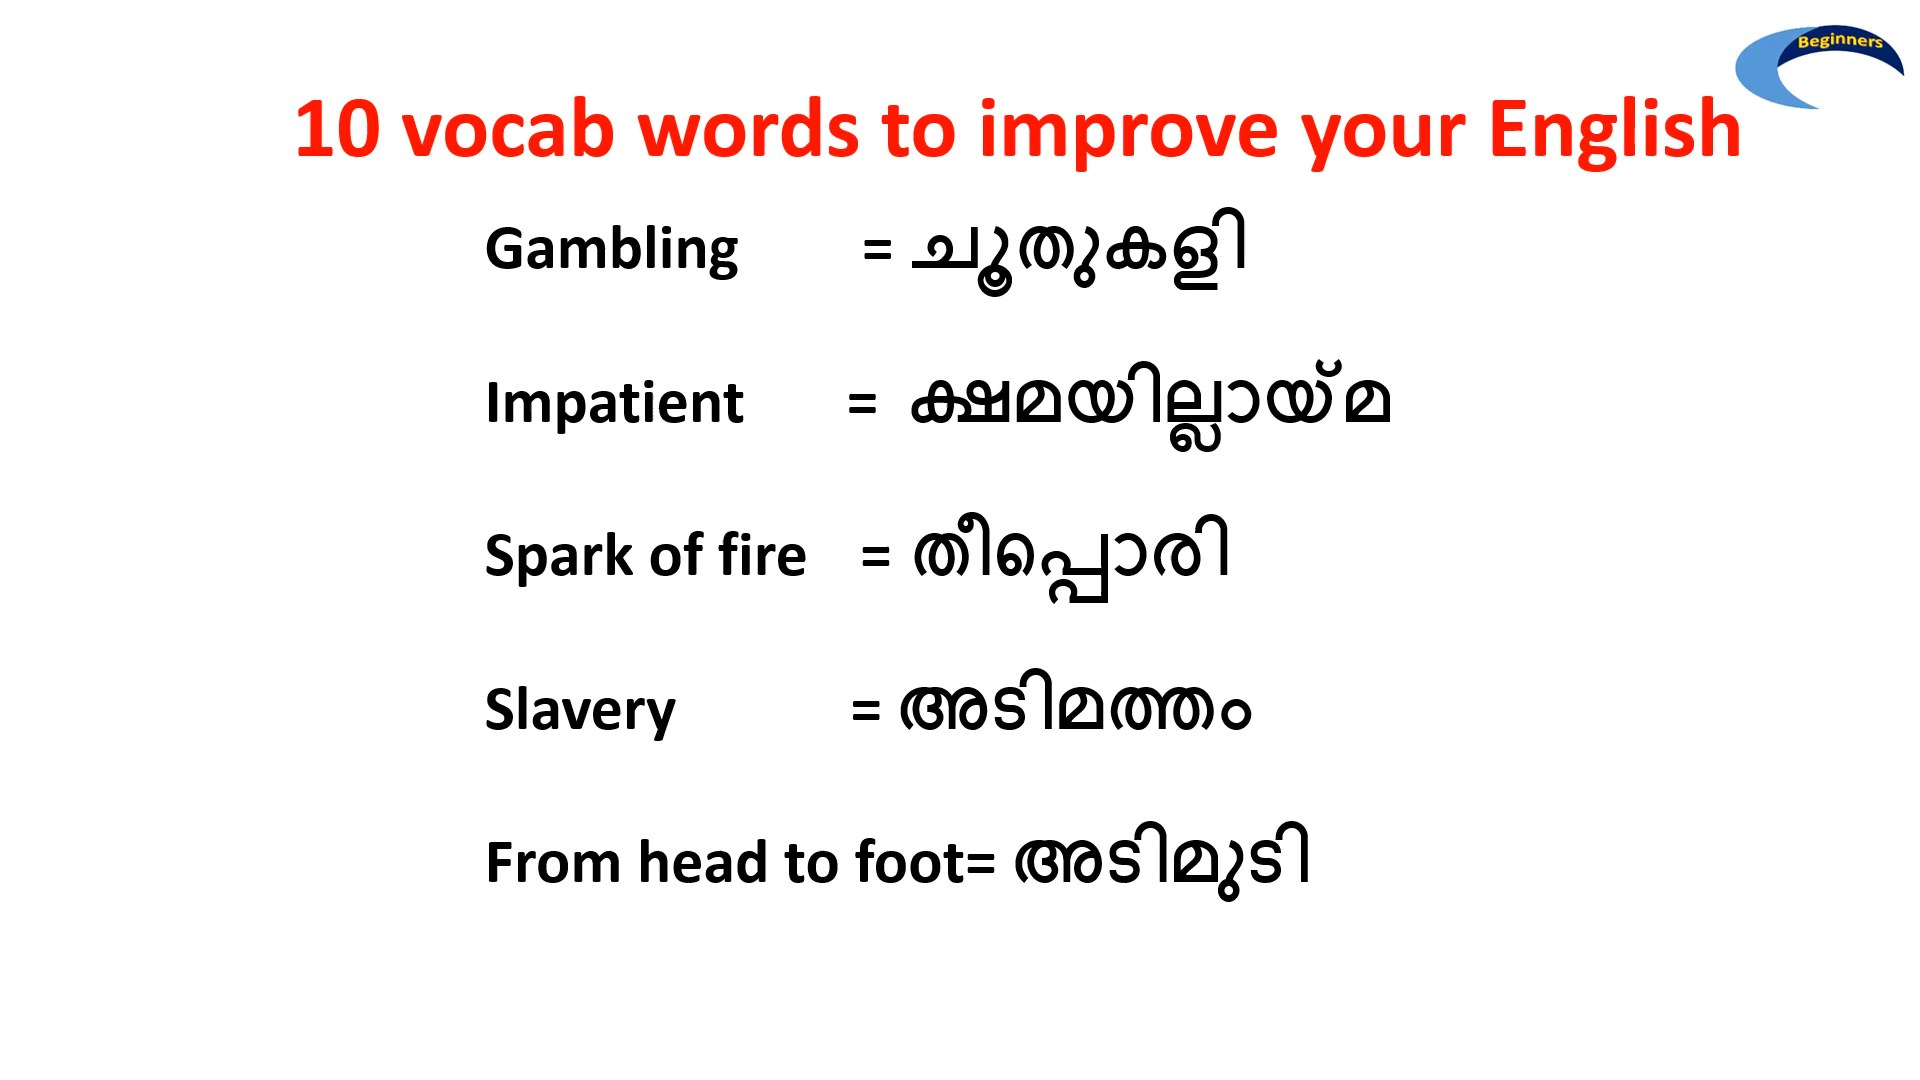 Beginners
10 vocab words to improve your English
Gambling = ചൂതുകളി
Impatient = ക്ഷമയില്ലായ്മ
Spark of fire = തീപ്പൊരി
Slavery = അടിമത്തം
From head to foot= അടിമുടി